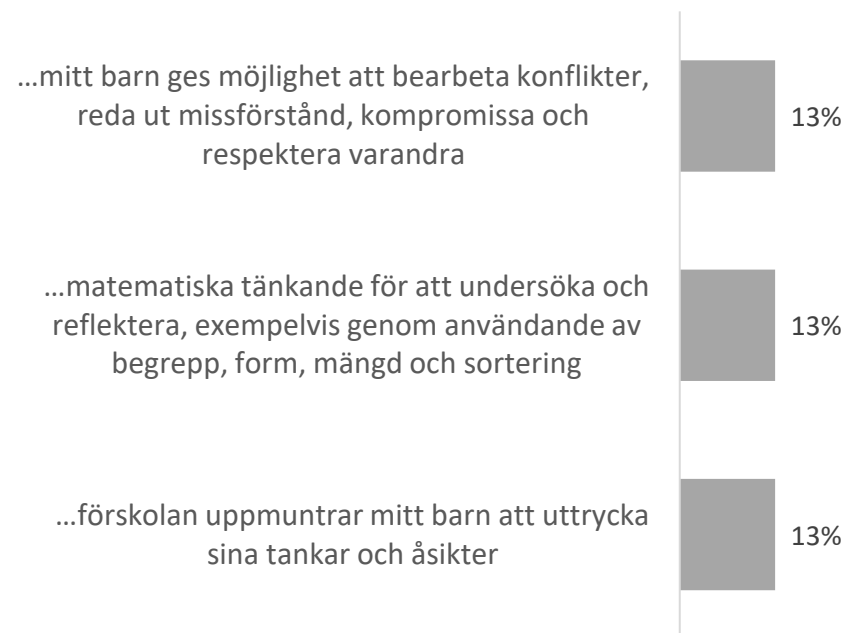 …mitt barn ges möjlighet att bearbeta konflikter,
reda ut missförstånd, kompromissa och
respektera varandra
13%
…matematiska tänkande för att undersöka och
reflektera, exempelvis genom användande av
begrepp, form, mängd och sortering
13%
…förskolan uppmuntrar mitt barn att uttrycka
sina tankar och åsikter
13%